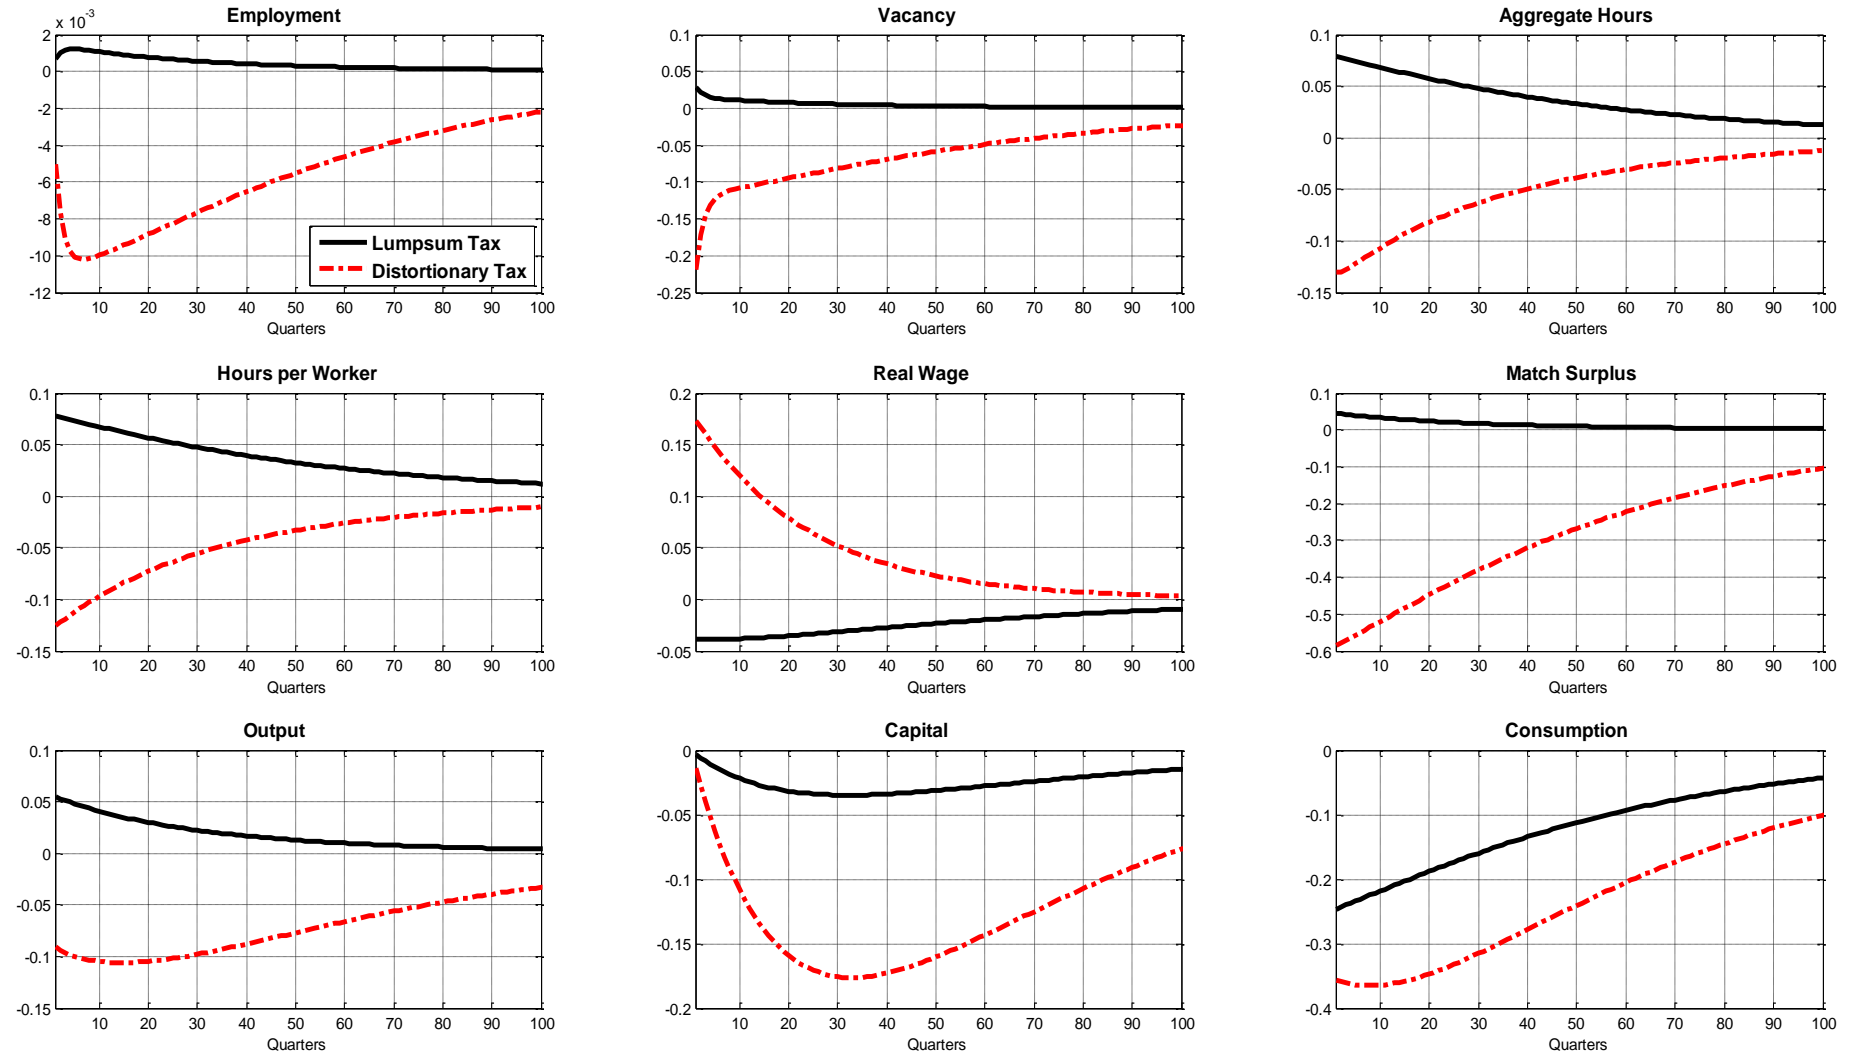 Employment
x 10-3
2
0
-2
-4
-6
-8
-10
-12
Lumpsum Tax
Distortionary Tax
10 20 30 40 50 60 70 80 90 100
Quarters
Vacancy
0.1
0.05
0
-0.05
-0.1
-0.15
-0.2
-0.25
10 20 30 40 50 60 70 80 90 100
Quarters
Aggregate Hours
0.1
0.05
0
-0.05
-0.1
-0.15
10 20 30 40 50 60 70 80 90 100
Quarters
Hours per Worker
0.1
0.05
0
-0.05
-0.1
-0.15
10 20 30 40 50 60 70 80 90 100
Quarters
Real Wage
0.2
0.15
0.1
0.05
0
-0.05
10 20 30 40 50 60 70 80 90 100
Quarters
Match Surplus
0.1
0
-0.1
-0.2
-0.3
-0.4
-0.5
-0.6
10 20 30 40 50 60 70 80 90 100
Quarters
Output
0.1
0.05
0
-0.05
-0.1
-0.15
10 20 30 40 50 60 70 80 90 100
Quarters
Capital
0
-0.05
-0.1
-0.15
-0.2
10 20 30 40 50 60 70 80 90 100
Quarters
Consumption
0
-0.1
-0.2
-0.3
-0.4
10 20 30 40 50 60 70 80 90 100
Quarters